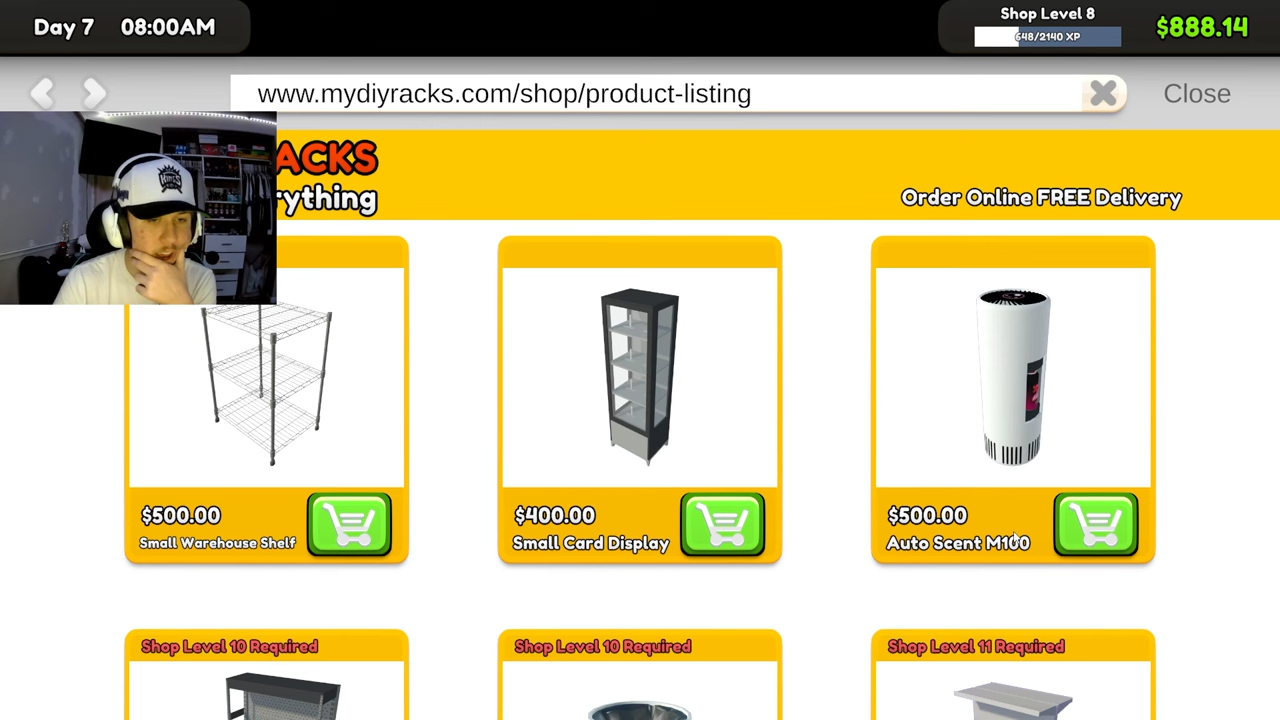 Day 7 08:00AM
Shop Level 8
648/2140 XP
$888.14
www.mydiyracks.com/shop/product-listing
Close
ACKS
rything
Order Online FREE Delivery
KINGS
$500.00
Small Warehouse Shelf
$400.00
Small Card Display
$500.00
Auto Scent M100
Shop Level 10 Required
Shop Level 10 Required
Shop Level 11 Required